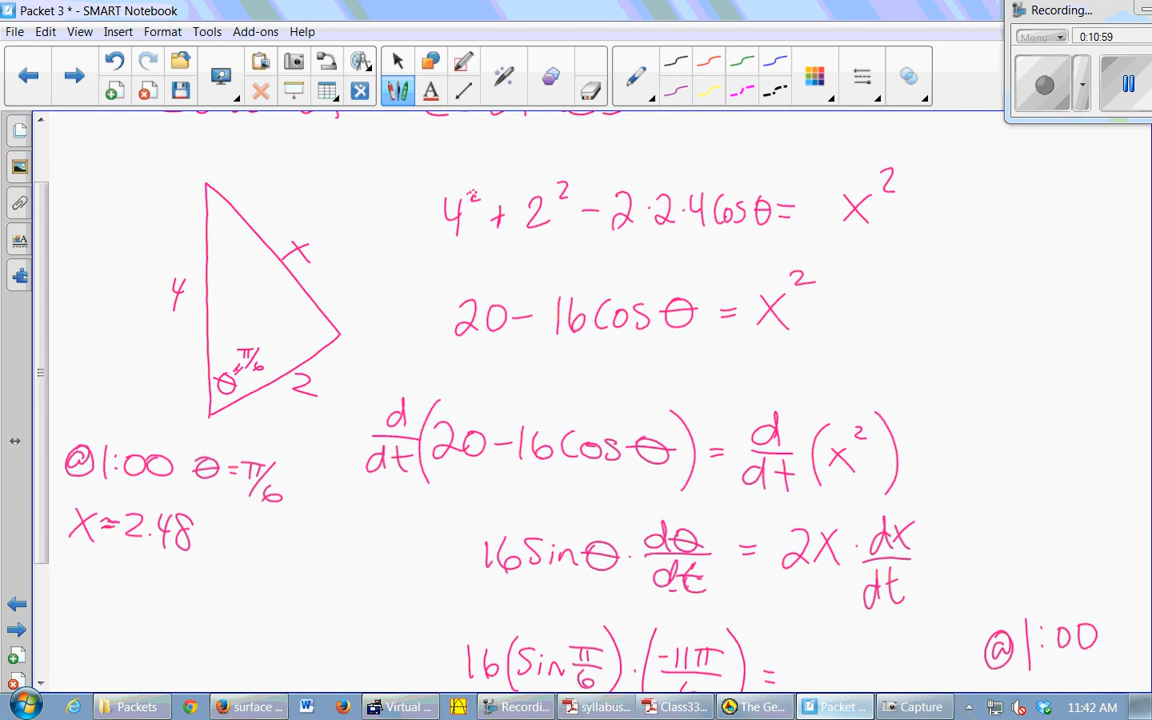 Packet 3 * - SMART Notebook
Recording...
File Edit View Insert Format Tools Add-ons Help
Menu
0:10:59
4² + 2² - 2·2·4cosθ = x²
x
20 - 16cosθ = x²
4
θ = π/6
2
d/dt(20 - 16cosθ) = d/dt(x²)
@1:00 θ = π/6
x ≈ 2.48
16sinθ · dθ/dt = 2x · dx/dt
@1:00
16(sin π/6) · (-11π/6) =
Packets
surface ...
Virtual ...
Recordi...
syllabus...
Class33...
The Ge...
Packet ...
Capture
11:42 AM